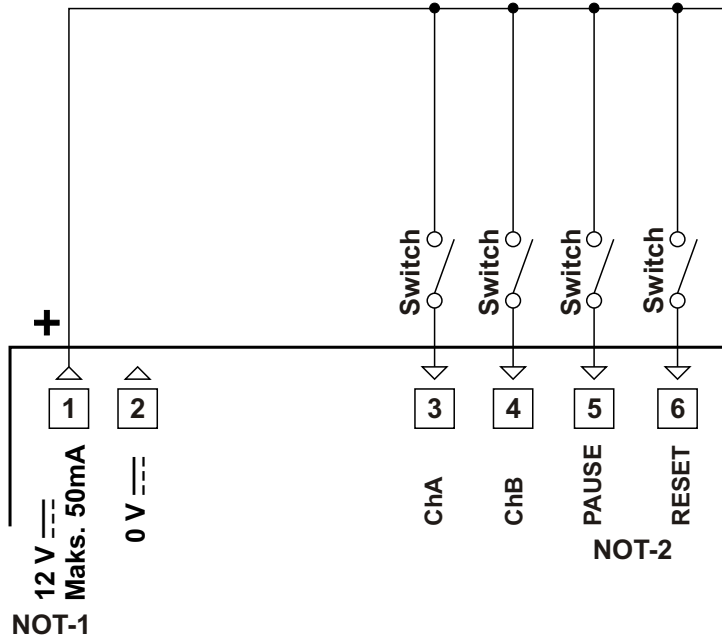 Switch
Switch
Switch
Switch
+
1
2
3
4
5
6
12 V
Maks. 50mA
0 V
ChA
ChB
PAUSE
RESET
NOT-2
NOT-1